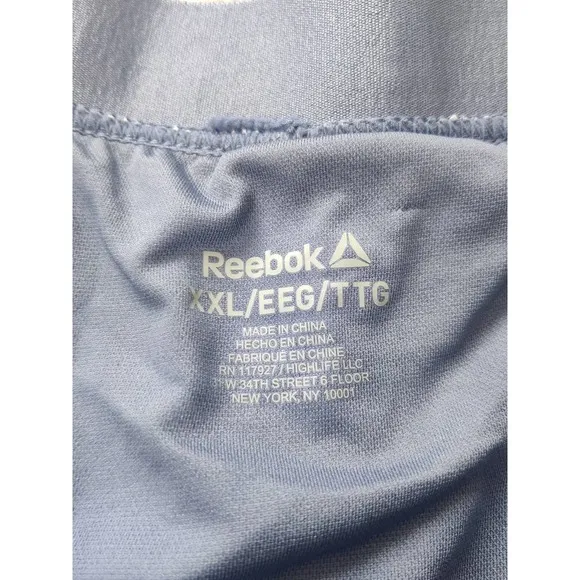 Reebok
XXL/EEG/TTG
MADE IN CHINA
HECHO EN CHINA
FABRIQUÉ EN CHINE
RN 117927 / HIGHLIFE LLC
W 34TH STREET 6 FLOOR
NEW YORK, NY 10001